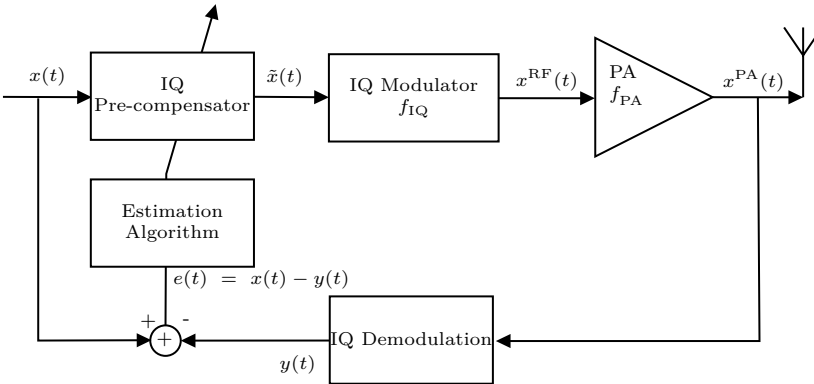 x(t)
IQ
Pre-compensator
x̃(t)
IQ Modulator
f_IQ
x^RF(t)
PA
f_PA
x^PA(t)
Estimation
Algorithm
e(t) = x(t) − y(t)
+
-
+
IQ Demodulation
y(t)